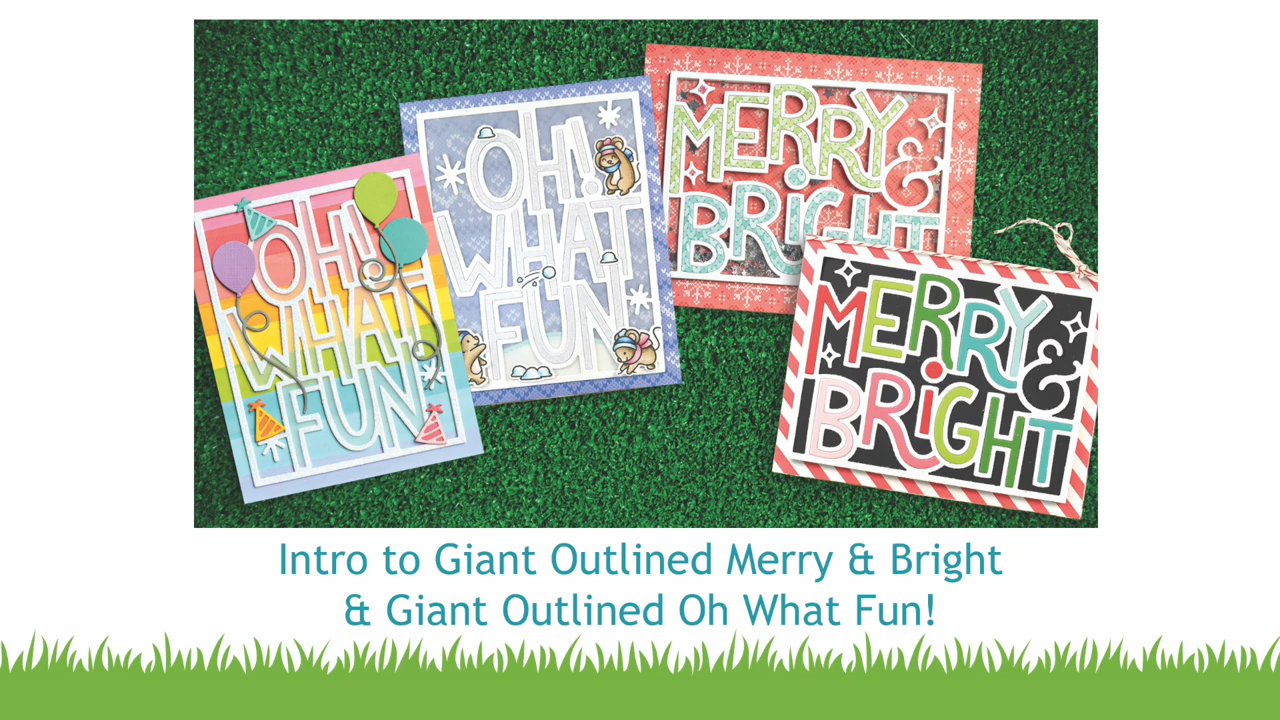 OH!
WHAT
FUN
OH!
WHAT
FUN
MERRY
&
BRIGHT
MERRY
&
BRIGHT
Intro to Giant Outlined Merry & Bright
& Giant Outlined Oh What Fun!